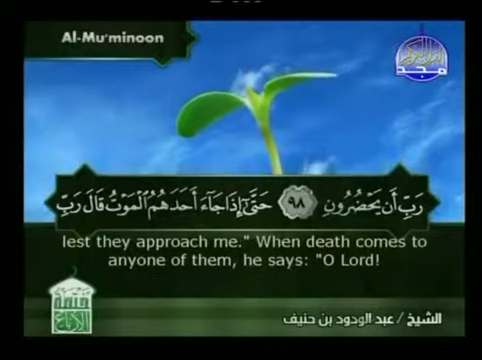 Al-Mu'minoon
مجد
رَبِّ أَن يَحْضُرُونِ ٩٨ حَتَّىٰٓ إِذَا جَآءَ أَحَدَهُمُ ٱلْمَوْتُ قَالَ رَبِّ
lest they approach me." When death comes to
anyone of them, he says: "O Lord!
الشيخ / عبد الودود بن حنيف